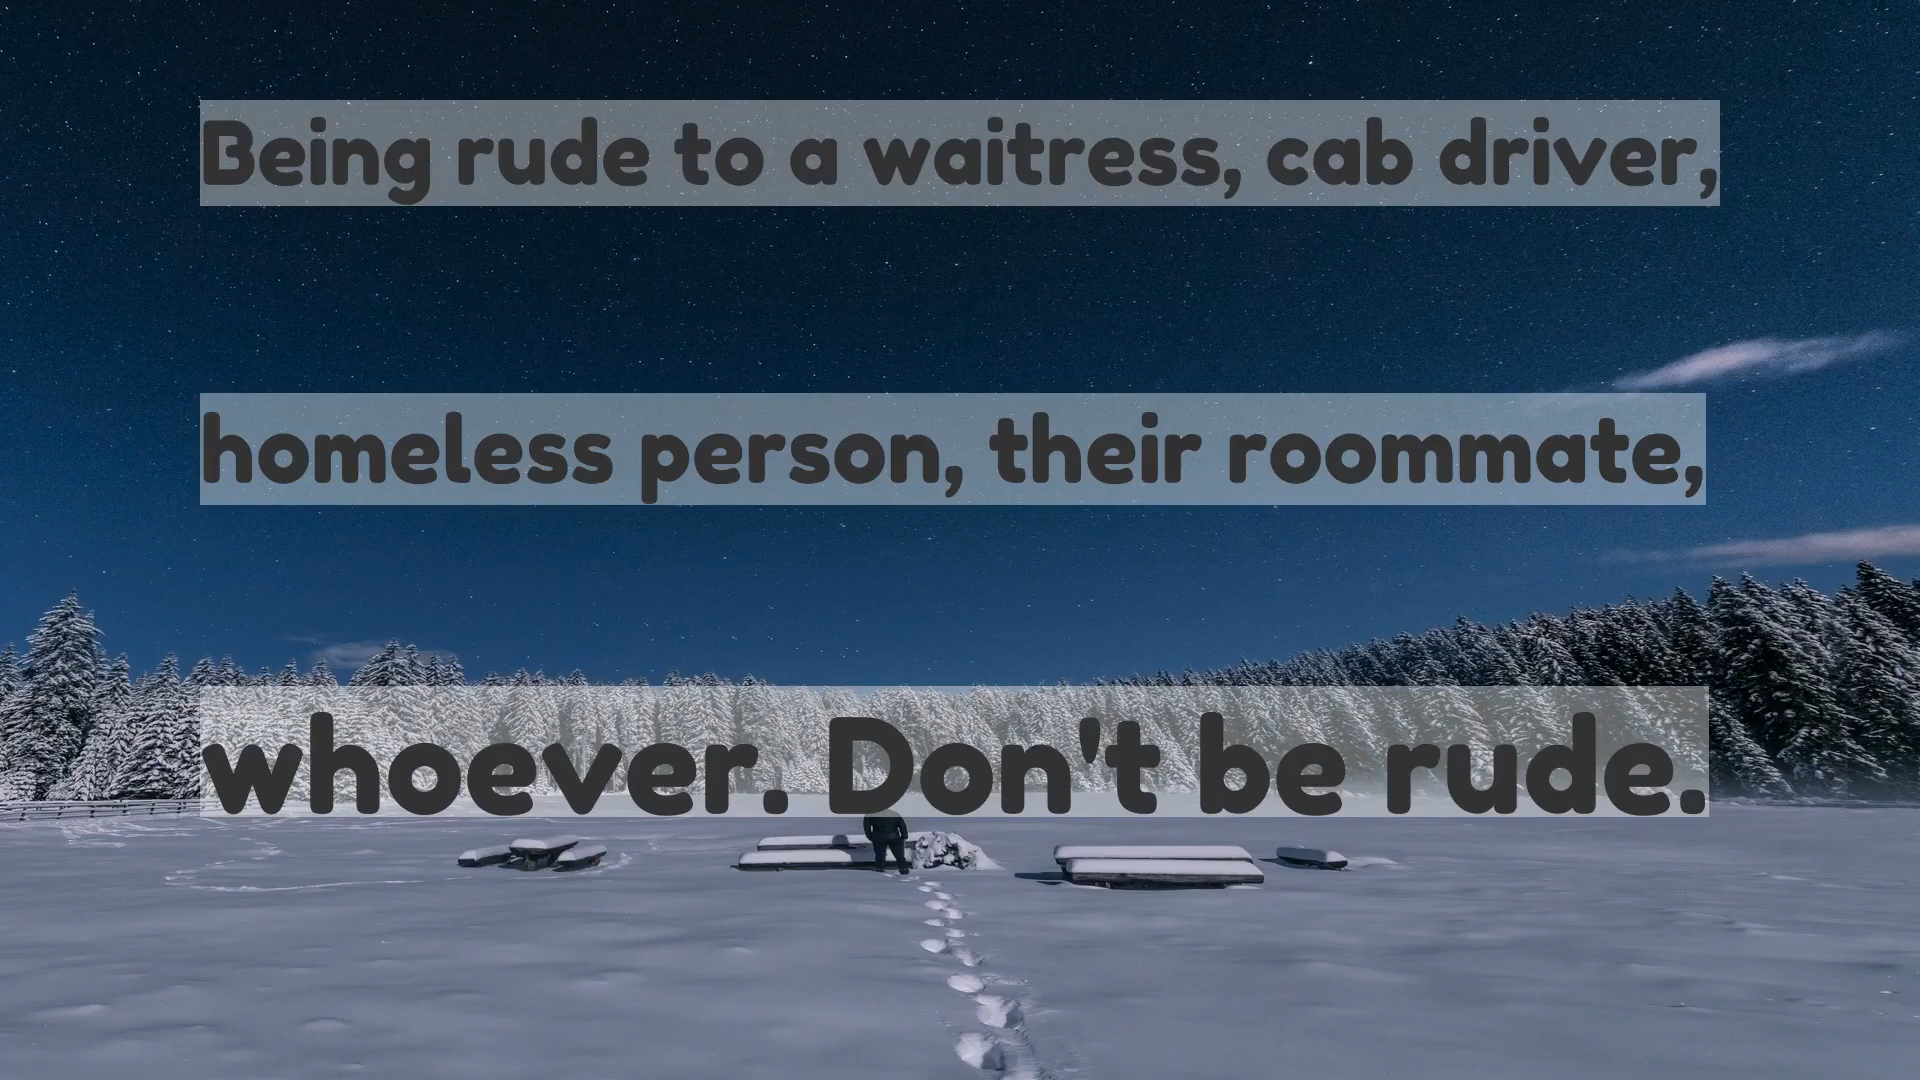 Being rude to a waitress, cab driver,
homeless person, their roommate,
whoever. Don't be rude.